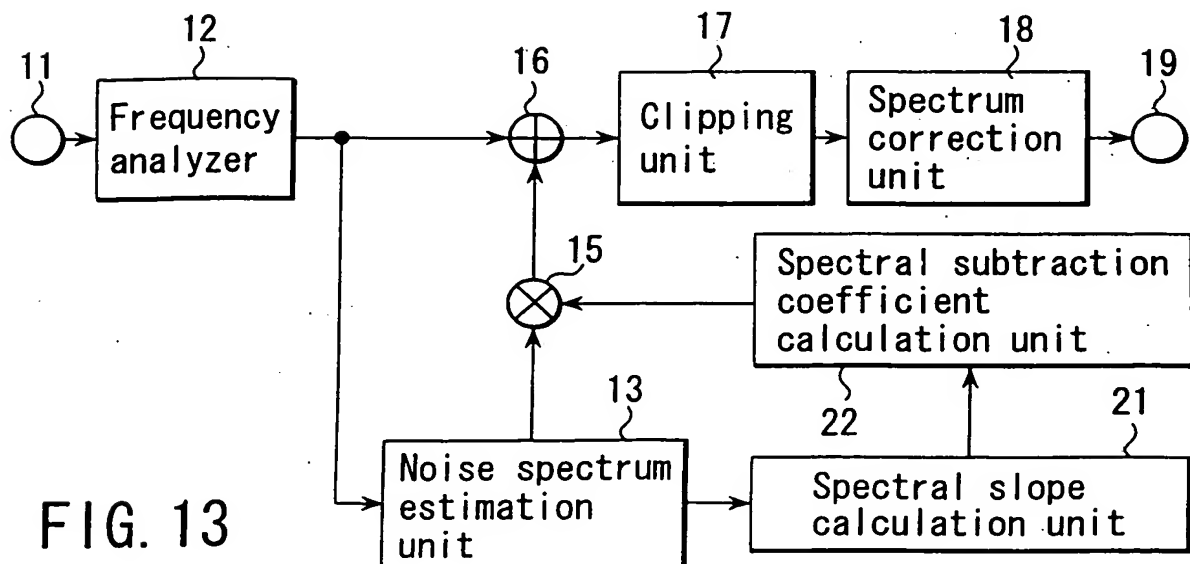 11
12
16
17
18
19
Frequency
analyzer
Clipping
unit
Spectrum
correction
unit
15
Spectral subtraction
coefficient
calculation unit
22
13
21
Noise spectrum
estimation
unit
Spectral slope
calculation unit
FIG. 13